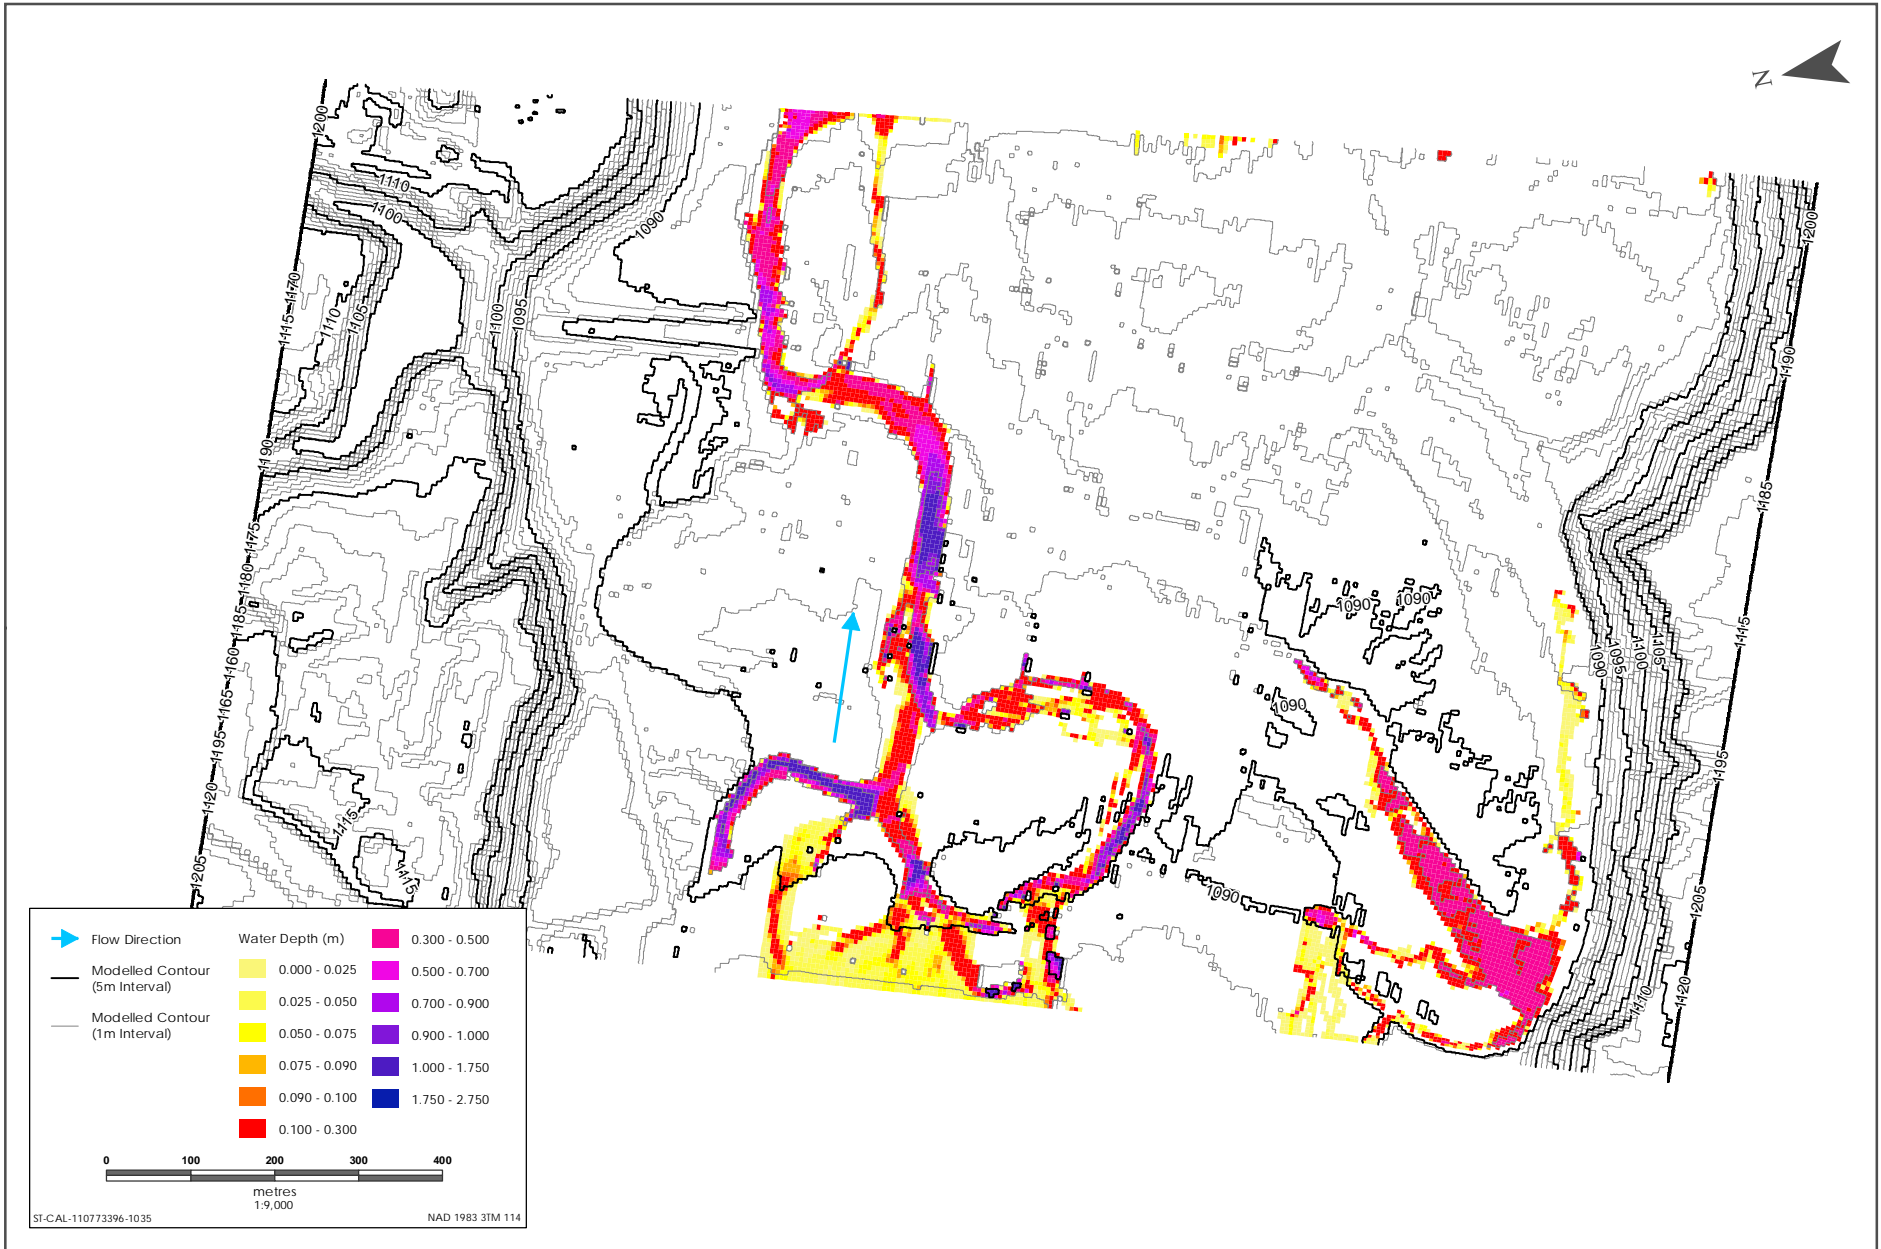 N
1200
1110
1100
1090
1200
1170
1115
1110
1105
1100
1095
1190
1190
1185
1175
1180
1185
1160
1165
1195
1120
1115
1115
1205
1090
1090
1090
1090
1090
1095
1100
1105
1115
1195
1205
1110
1120
Flow Direction
Modelled Contour
(5m Interval)
Modelled Contour
(1m Interval)
Water Depth (m)
0.000 - 0.025
0.025 - 0.050
0.050 - 0.075
0.075 - 0.090
0.090 - 0.100
0.100 - 0.300
0.300 - 0.500
0.500 - 0.700
0.700 - 0.900
0.900 - 1.000
1.000 - 1.750
1.750 - 2.750
0 100 200 300 400
metres
1:9,000
ST-CAL-110773396-1035
NAD 1983 3TM 114